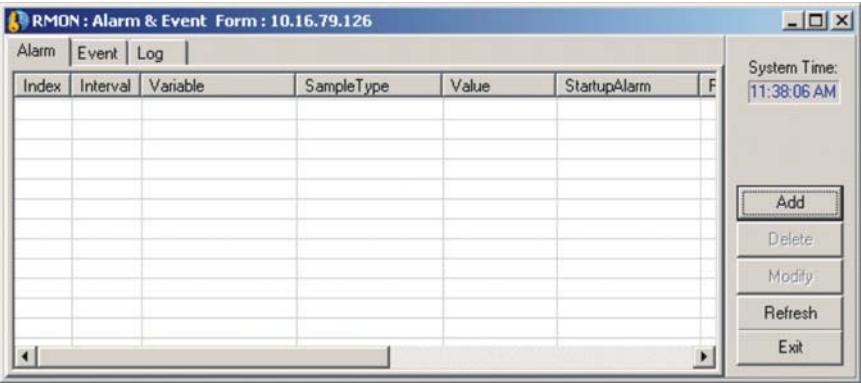 RMON : Alarm & Event Form : 10.16.79.126
Alarm Event Log
System Time:
11:38:06 AM
Index Interval Variable SampleType Value StartupAlarm
Add
Delete
Modify
Refresh
Exit